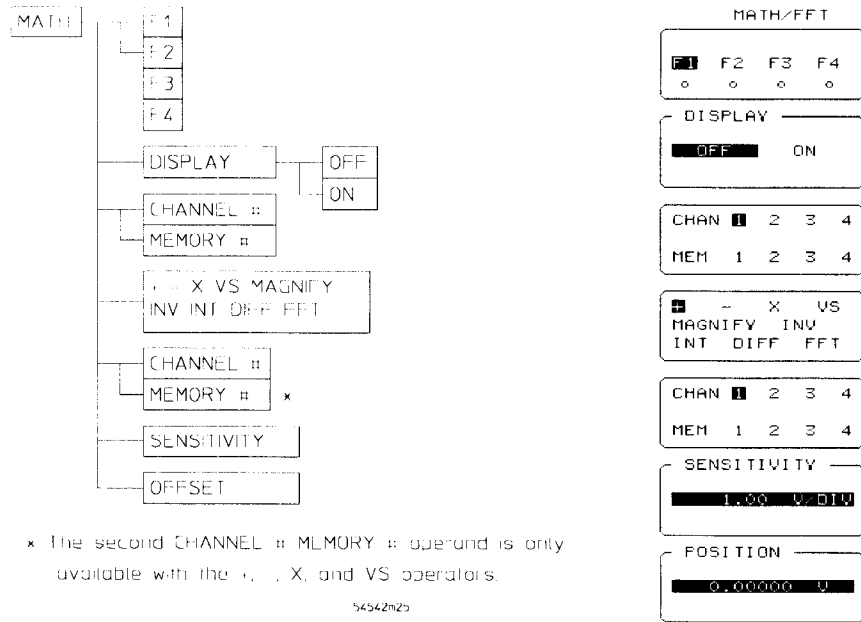 MATH
F1
F2
F3
F4
DISPLAY
OFF
ON
CHANNEL #
MEMORY #
+ - X VS MAGNIFY
INV INT DIFF FFT
CHANNEL #
MEMORY # *
SENSITIVITY
OFFSET
* The second CHANNEL # MEMORY # operand is only
available with the +, -, X, and VS operators.
54542m25
MATH/FFT
F1 F2 F3 F4
DISPLAY
OFF ON
CHAN 1 2 3 4
MEM 1 2 3 4
+ - X VS
MAGNIFY INV
INT DIFF FFT
CHAN 1 2 3 4
MEM 1 2 3 4
SENSITIVITY
1.00 V/DIV
POSITION
0.00000 V